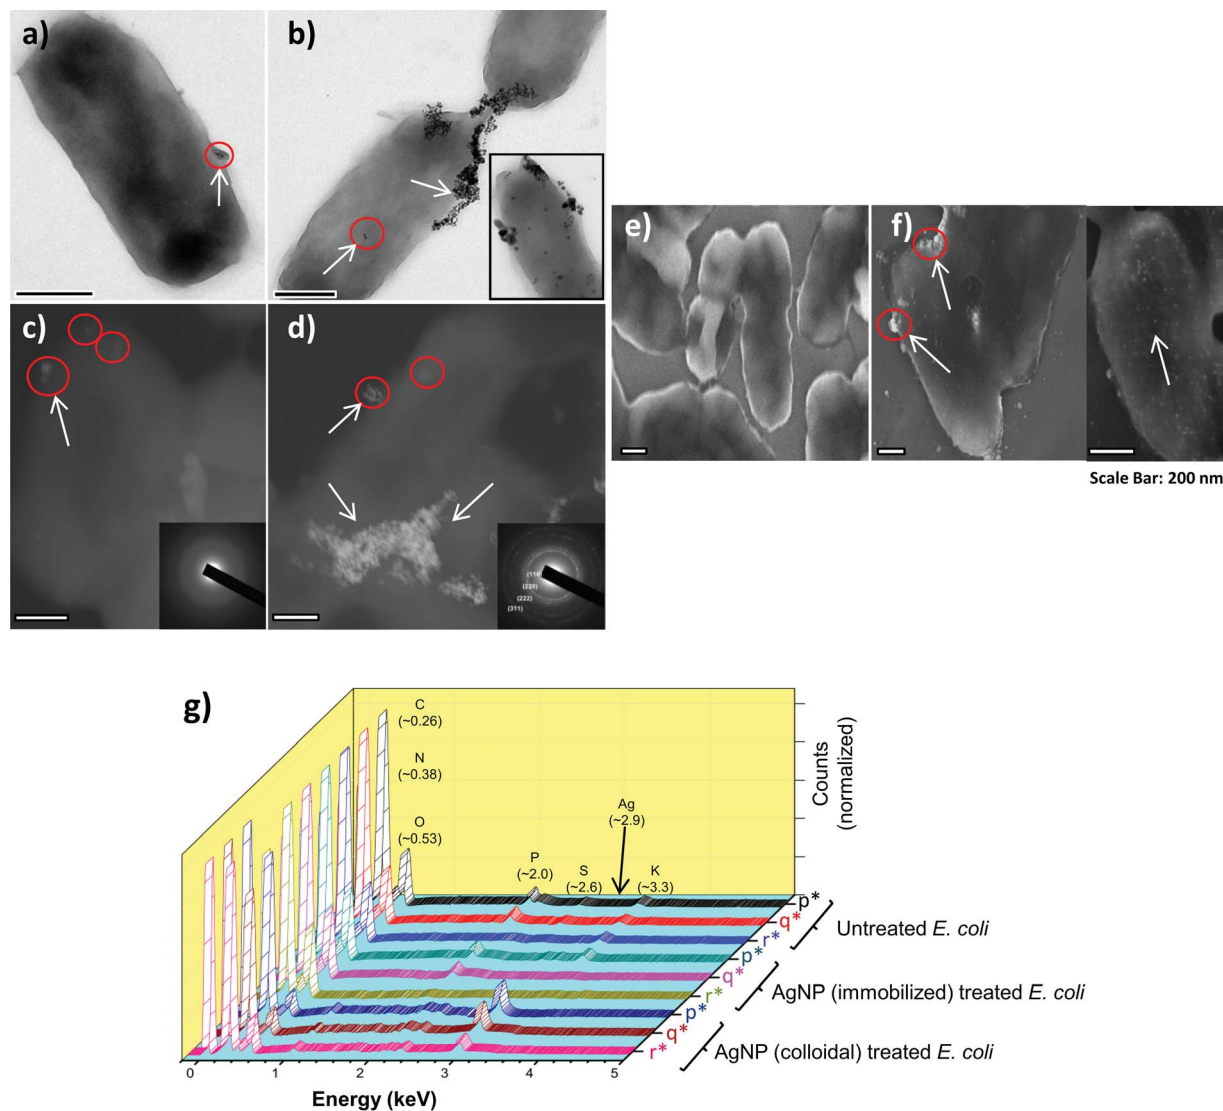 a)
b)
c)
d)
(110)
(220)
(222)
(311)
e)
f)
Scale Bar: 200 nm
g)
C
(~0.26)
N
(~0.38)
O
(~0.53)
P
(~2.0)
S
(~2.6)
Ag
(~2.9)
K
(~3.3)
Counts
(normalized)
p*
q*
r*
Untreated E. coli
p*
q*
r*
AgNP (immobilized) treated E. coli
p*
q*
r*
AgNP (colloidal) treated E. coli
0 1 2 3 4 5
Energy (keV)